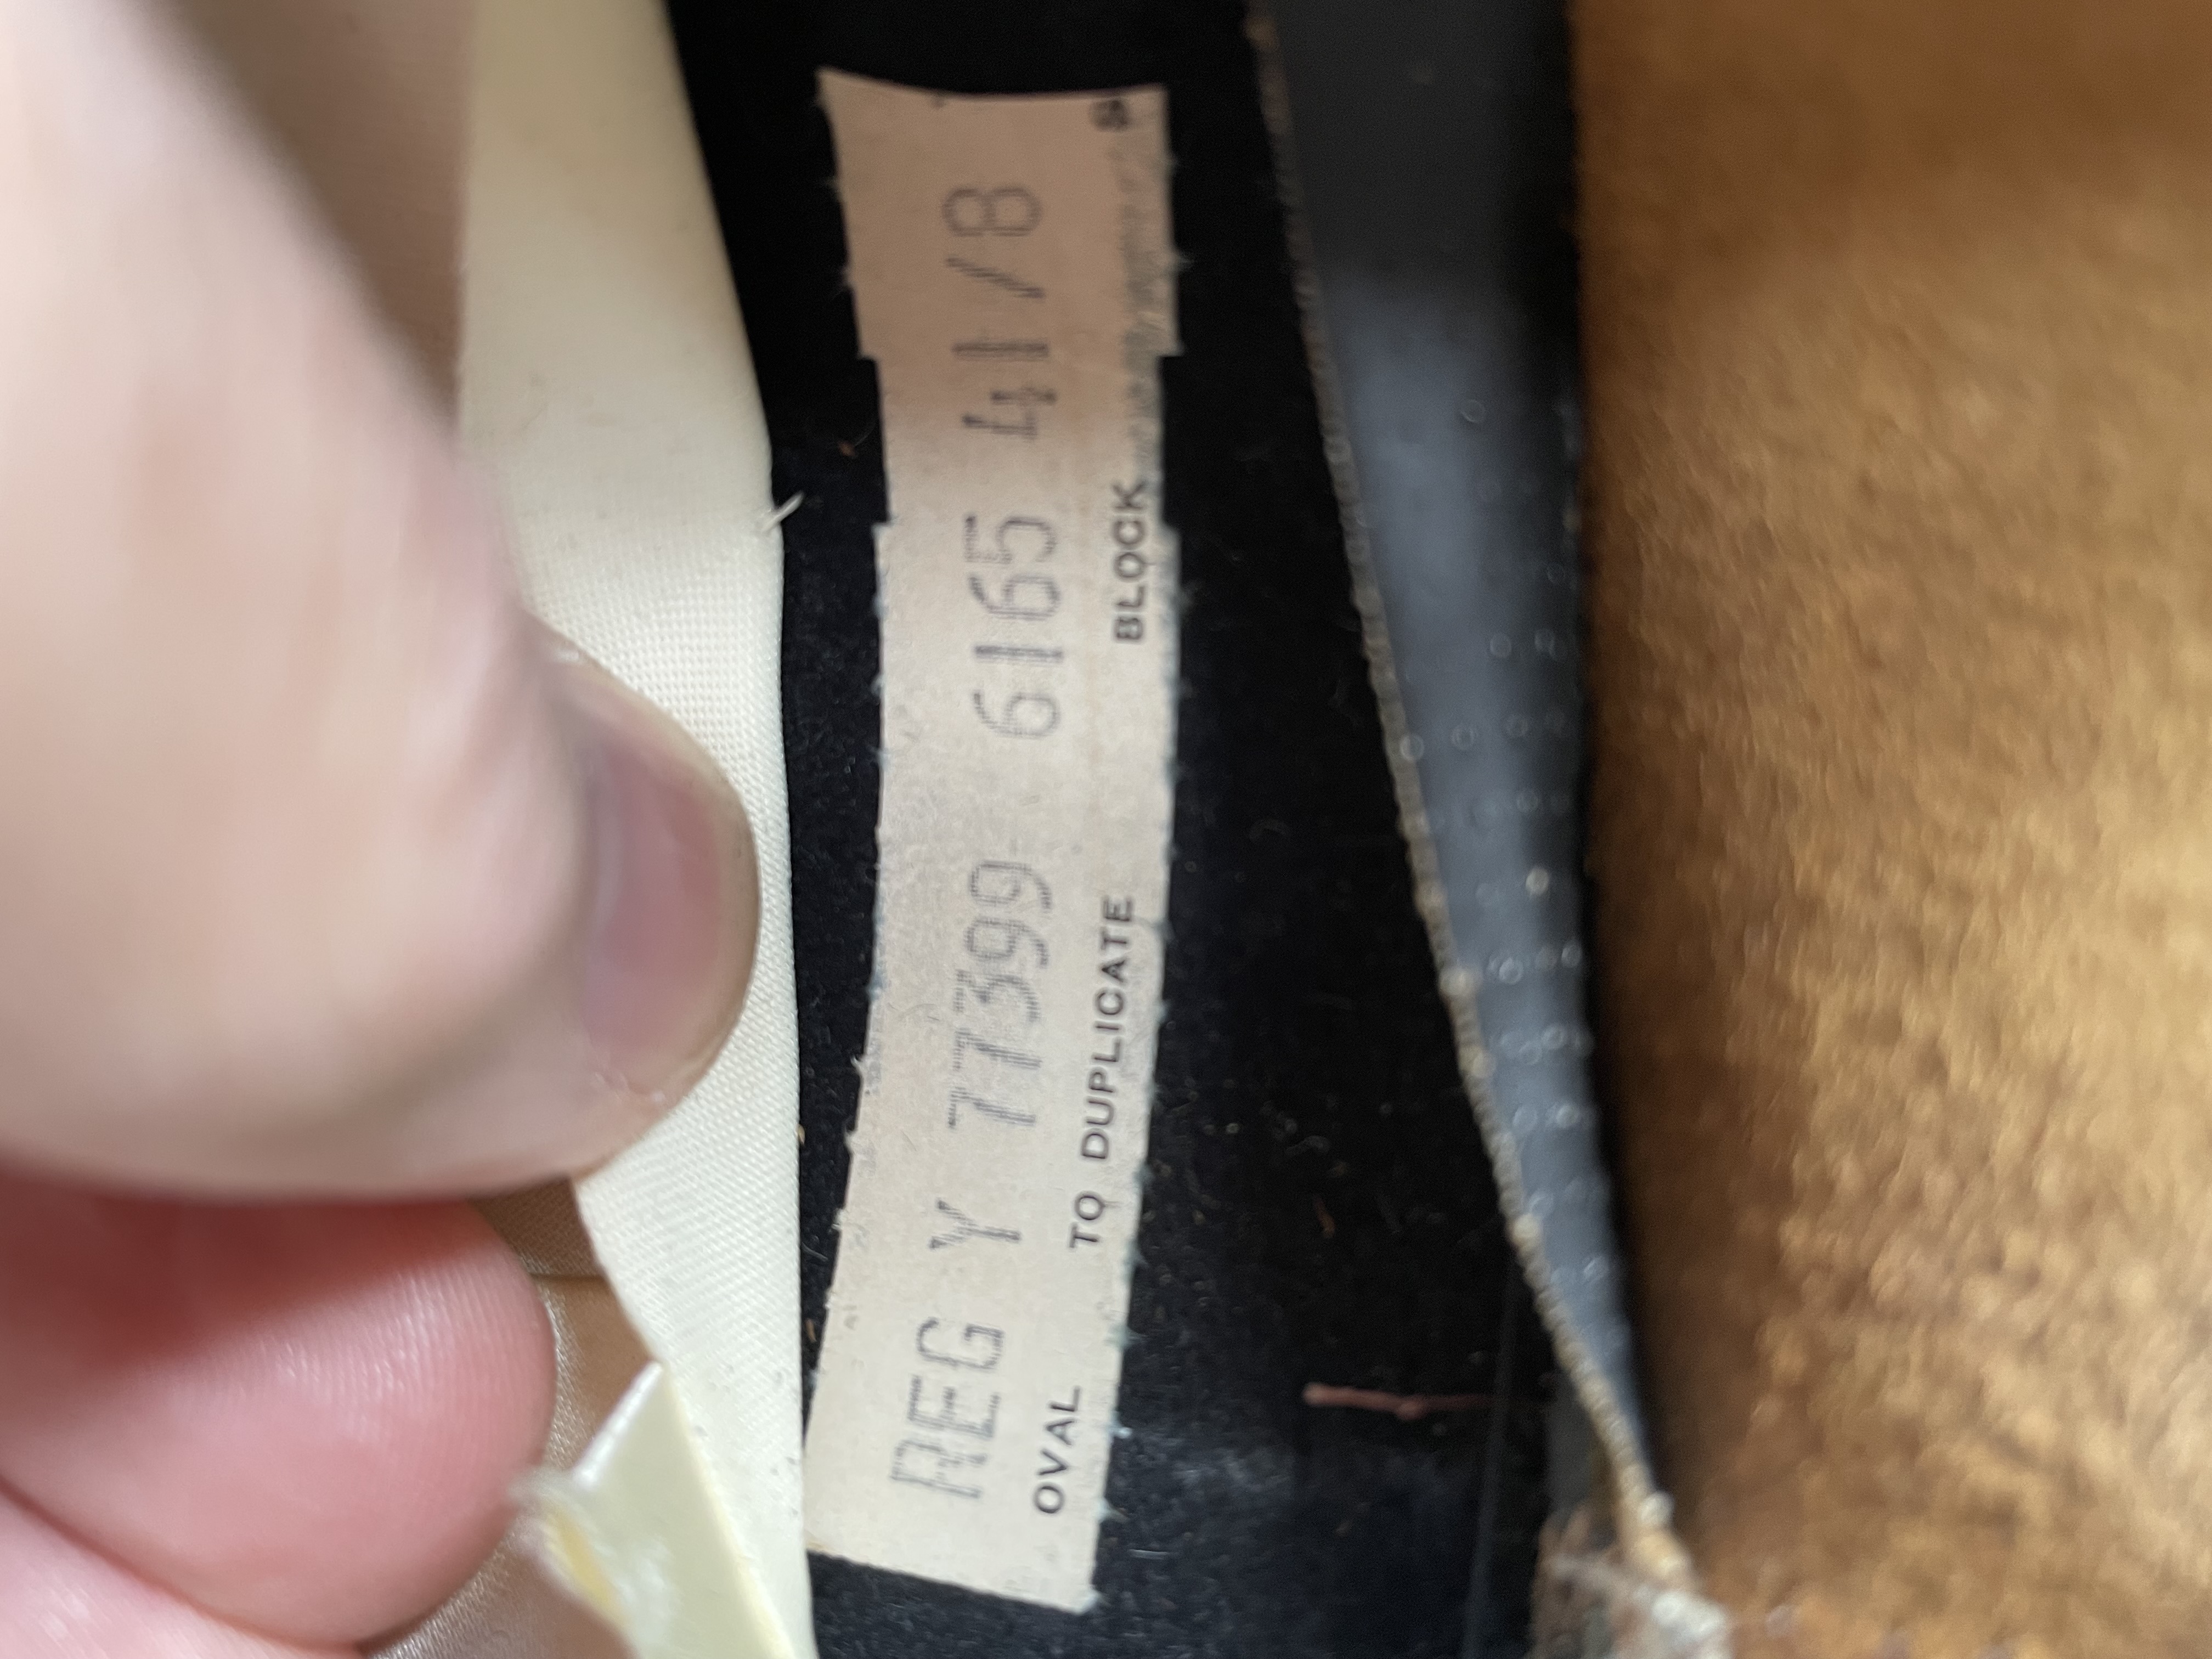 REG Y 77399 6165 41/8
OVAL TO DUPLICATE BLOCK